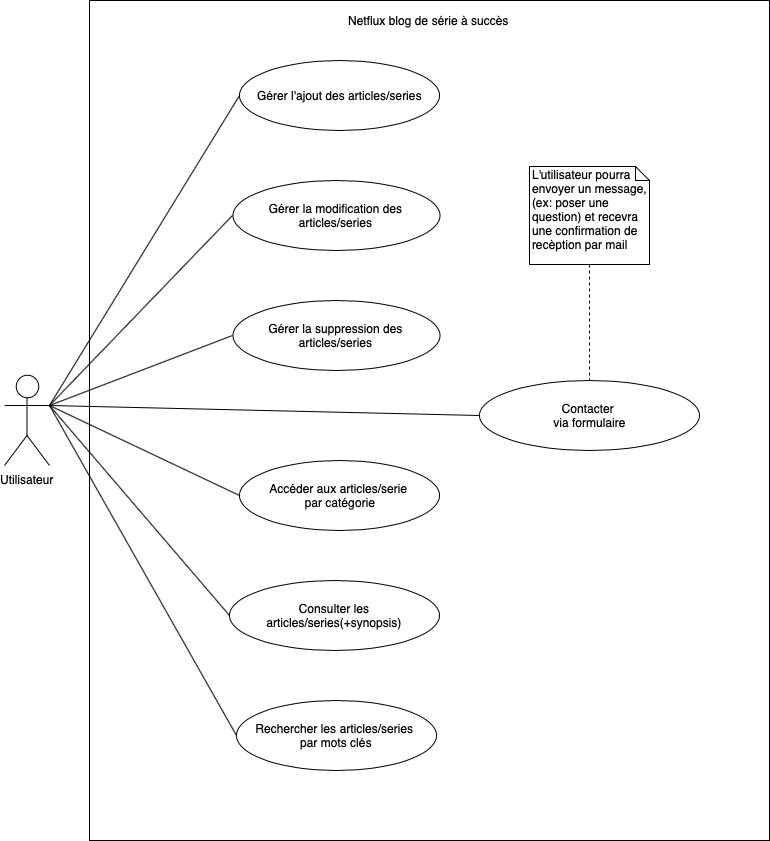 Netflux blog de série à succès
Gérer l'ajout des articles/series
L'utilisateur pourra
envoyer un message,
(ex: poser une
question) et recevra
une confirmation de
recèption par mail
Gérer la modification des
articles/series
Gérer la suppression des
articles/series
Contacter
via formulaire
Utilisateur
Accéder aux articles/serie
par catégorie
Consulter les
articles/series(+synopsis)
Rechercher les articles/series
par mots clés